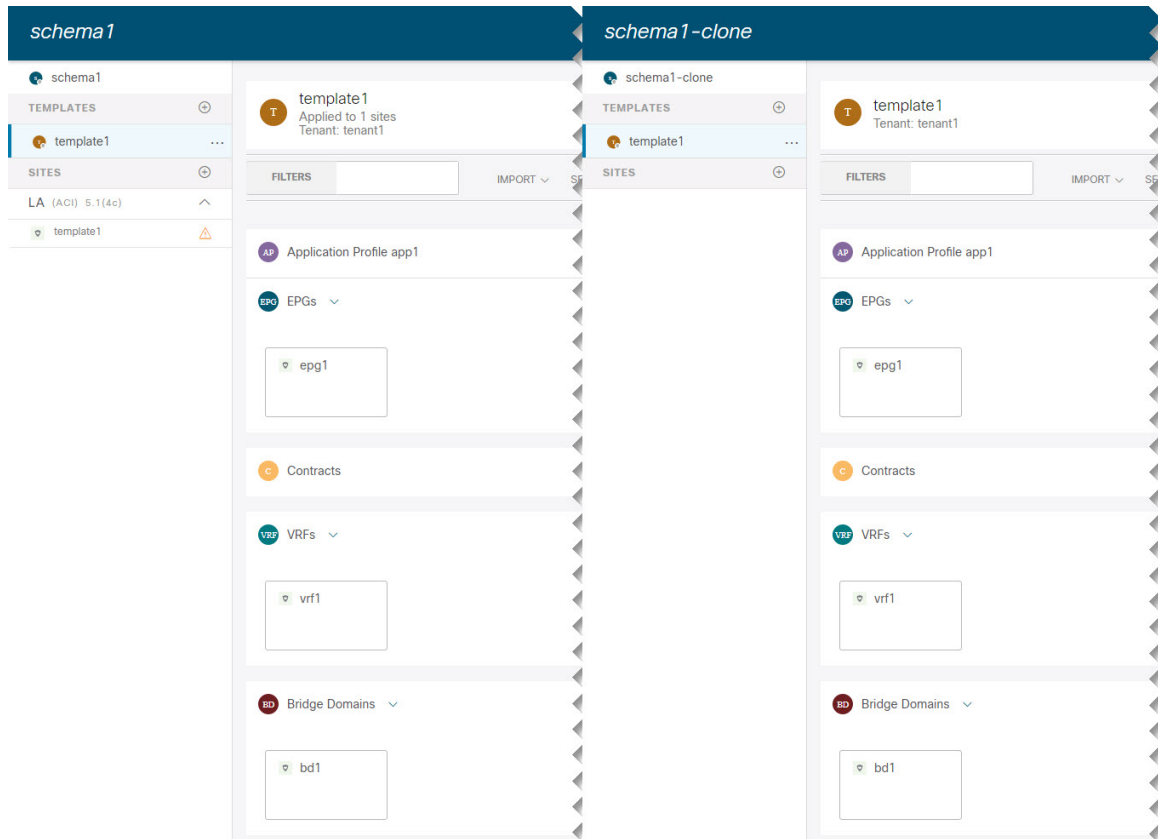 schema1
schema1
TEMPLATES
template1
...
SITES
LA (ACI) 5.1(4c)
template1
T
template1
Applied to 1 sites
Tenant: tenant1
FILTERS
IMPORT
SE
AP Application Profile app1
EPG EPGs
epg1
C Contracts
VRF VRFs
vrf1
BD Bridge Domains
bd1
schema1-clone
schema1-clone
TEMPLATES
template1
...
SITES
T
template1
Tenant: tenant1
FILTERS
IMPORT
SE
AP Application Profile app1
EPG EPGs
epg1
C Contracts
VRF VRFs
vrf1
BD Bridge Domains
bd1